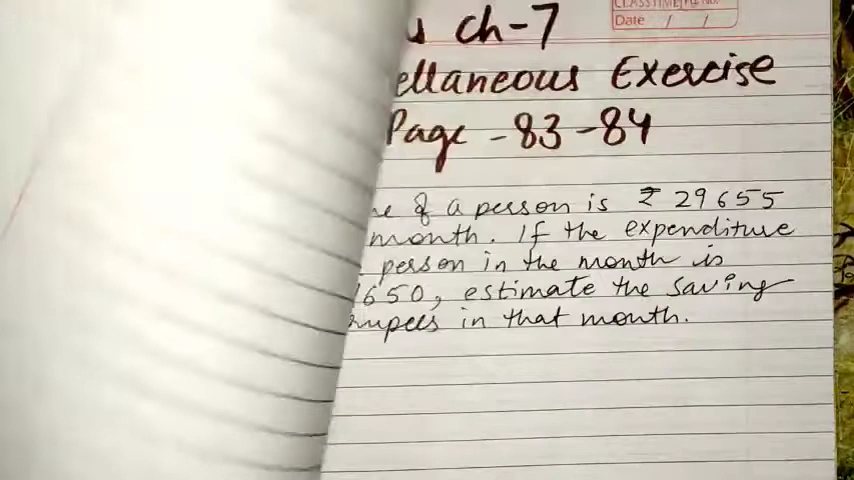 Ch-7
CLASSTIME
Date / /
Exercise
Page - 83 - 84
of a person is ₹ 29655
month. If the expenditure
person in the month is
650, estimate the saving
rupees in that month.